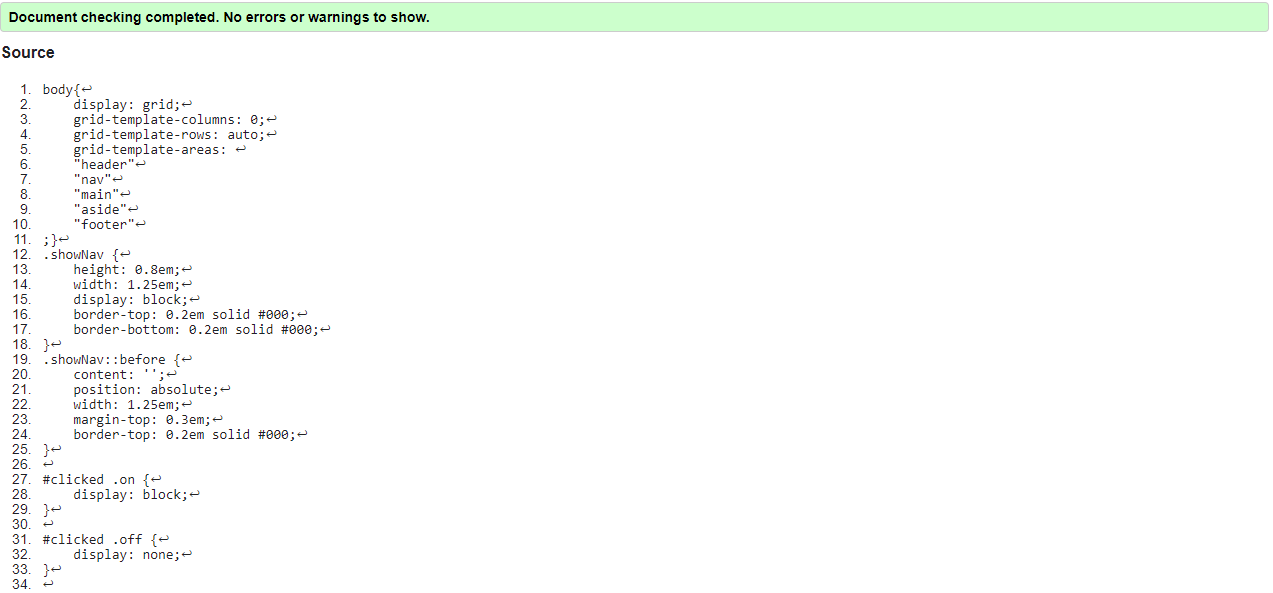 Document checking completed. No errors or warnings to show.
Source
1. body{↩
2.     display: grid;↩
3.     grid-template-columns: 0;↩
4.     grid-template-rows: auto;↩
5.     grid-template-areas: ↩
6.     "header"↩
7.     "nav"↩
8.     "main"↩
9.     "aside"↩
10.     "footer"↩
11. ;}↩
12. .showNav {↩
13.     height: 0.8em;↩
14.     width: 1.25em;↩
15.     display: block;↩
16.     border-top: 0.2em solid #000;↩
17.     border-bottom: 0.2em solid #000;↩
18. }↩
19. .showNav::before {↩
20.     content: '';↩
21.     position: absolute;↩
22.     width: 1.25em;↩
23.     margin-top: 0.3em;↩
24.     border-top: 0.2em solid #000;↩
25. }↩
26. ↩
27. #clicked .on {↩
28.     display: block;↩
29. }↩
30. ↩
31. #clicked .off {↩
32.     display: none;↩
33. }↩
34. ↩